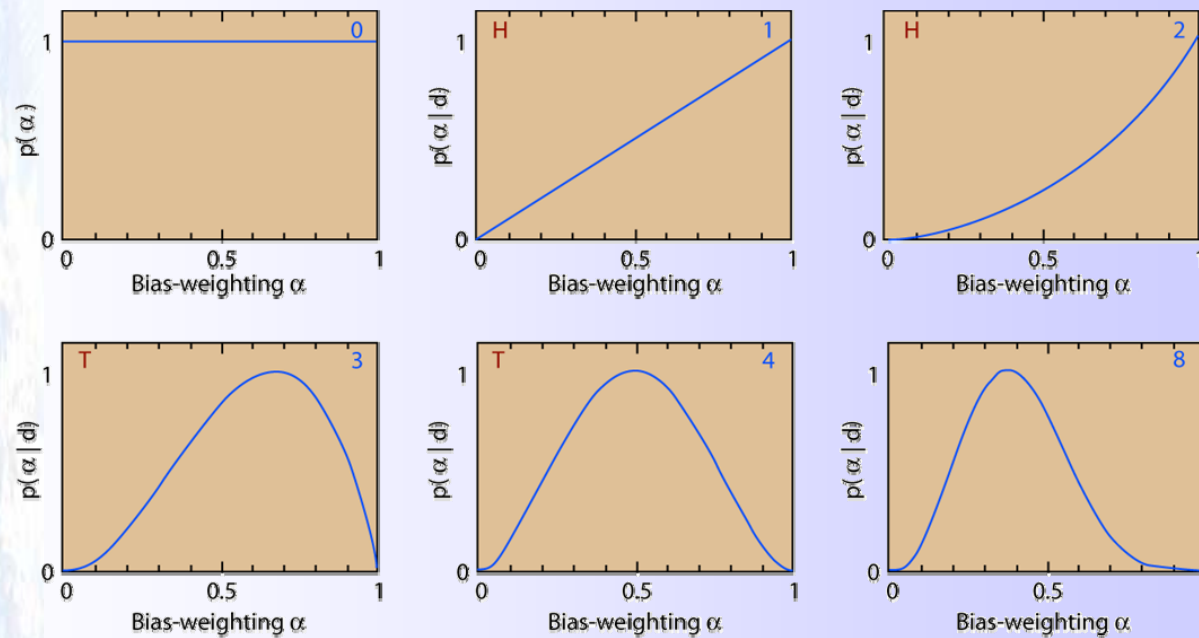 0
1
p( α )
0
0 0.5 1
Bias-weighting α
H 1
1
p( α | d)
0
0 0.5 1
Bias-weighting α
H 2
1
p( α | d)
0
0 0.5 1
Bias-weighting α
T 3
1
p( α | d)
0
0 0.5 1
Bias-weighting α
T 4
1
p( α | d)
0
0 0.5 1
Bias-weighting α
8
1
p( α | d)
0
0 0.5 1
Bias-weighting α